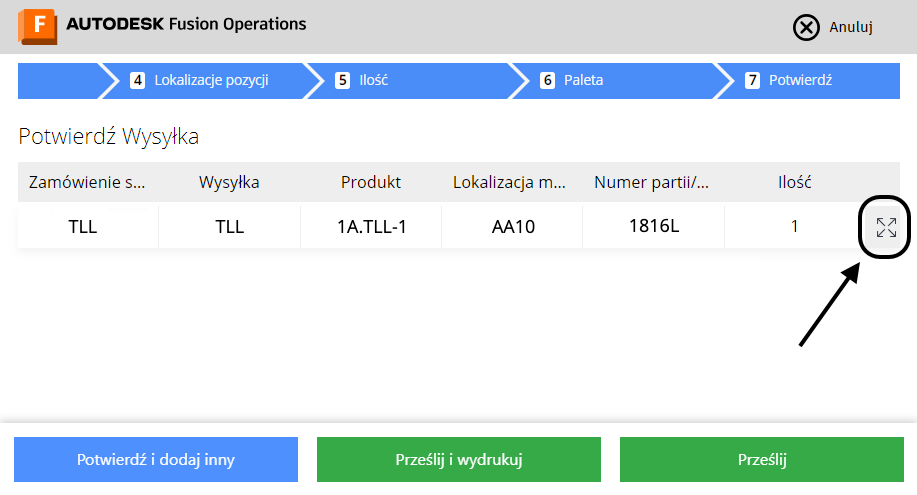 F AUTODESK Fusion Operations
Anuluj
4 Lokalizacje pozycji 5 Ilość 6 Paleta 7 Potwierdź
Potwierdź Wysyłka
Zamówienie s... Wysyłka Produkt Lokalizacja m... Numer partii/... Ilość
TLL TLL 1A.TLL-1 AA10 1816L 1
Potwierdź i dodaj inny Prześlij i wydrukuj Prześlij